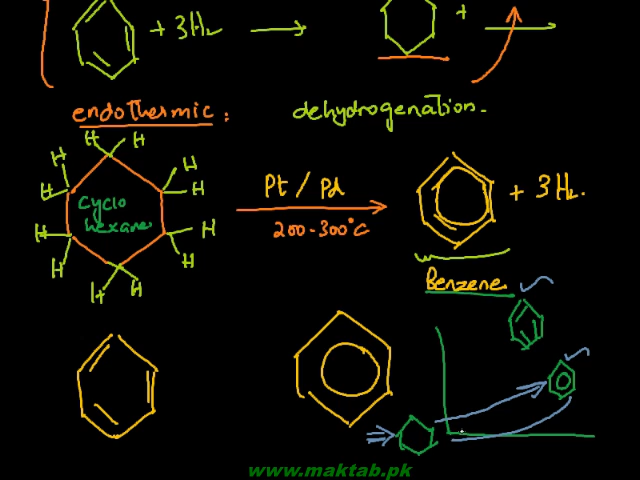 + 3H₂ → +
endothermic : dehydrogenation.
H H
H H
H H
Cyclo
hexane
H H
H H
H H
Pt / Pd
200-300°C
+ 3H₂.
Benzene
www.maktab.pk